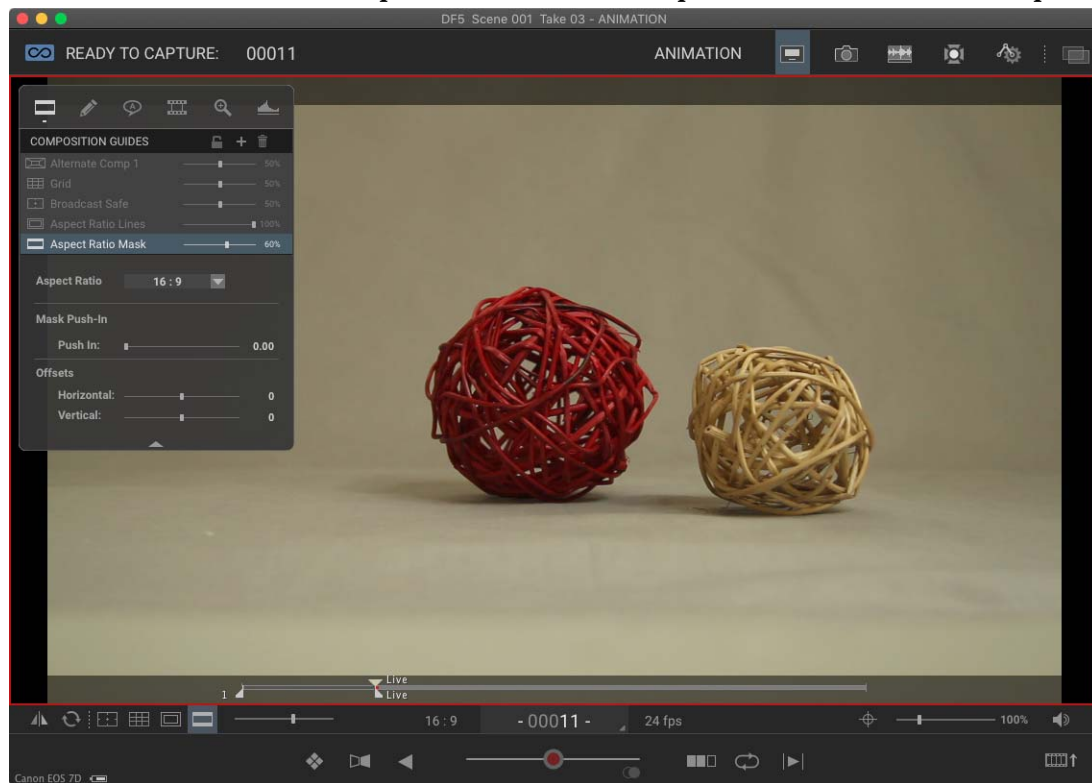 DF5 Scene 001 Take 03 - ANIMATION
READY TO CAPTURE: 00011 ANIMATION
A
COMPOSITION GUIDES
Alternate Comp 1 50%
Grid 50%
Broadcast Safe 50%
Aspect Ratio Lines 100%
Aspect Ratio Mask 60%
Aspect Ratio 16 : 9
Mask Push-In
Push In: 0.00
Offsets
Horizontal: 0
Vertical: 0
Live
1 Live
16 : 9 - 00011 - 24 fps 100%
Canon EOS 7D